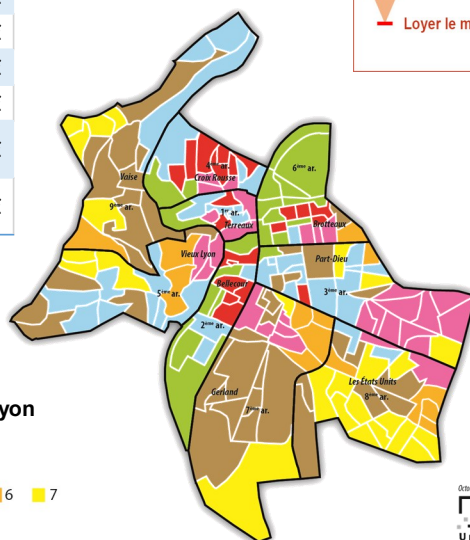 Loyer le m
4ème ar.
Croix Rousse
6ème ar.
Vaise
9ème ar.
1er ar.
Terreaux
Brotteaux
Vieux Lyon
Part-Dieu
Bellecour
5ème ar.
3ème ar.
2ème ar.
Les États Unis
8ème ar.
Gerland
7ème ar.
yon
6
7
Octo